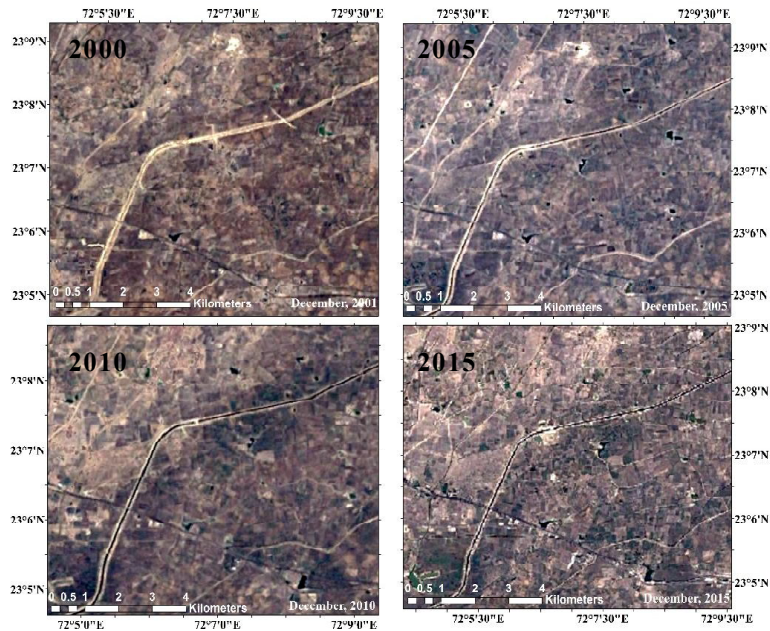 72°5'30"E 72°7'30"E 72°9'30"E
72°5'30"E 72°7'30"E 72°9'30"E
2000
2005
23°9'N
23°8'N
23°7'N
23°6'N
23°5'N
23°9'N
23°8'N
23°7'N
23°6'N
23°5'N
0 0.5 1 2 3 4
Kilometers
December, 2001
0 0.5 1 2 3 4
Kilometers
December, 2005
2010
2015
23°8'N
23°7'N
23°6'N
23°5'N
23°9'N
23°8'N
23°7'N
23°6'N
23°5'N
0 0.5 1 2 3 4
Kilometers
December, 2010
0 0.5 1 2 3 4
Kilometers
December, 2015
72°5'0"E 72°7'0"E 72°9'0"E
72°5'30"E 72°7'30"E 72°9'30"E